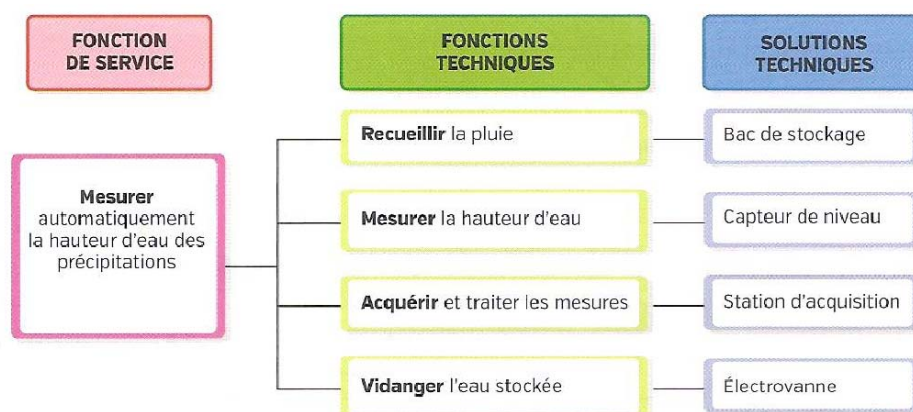 FONCTION
DE SERVICE
FONCTIONS
TECHNIQUES
SOLUTIONS
TECHNIQUES
Mesurer
automatiquement
la hauteur d'eau des
précipitations
Recueillir la pluie
Bac de stockage
Mesurer la hauteur d'eau
Capteur de niveau
Acquérir et traiter les mesures
Station d'acquisition
Vidanger l'eau stockée
Électrovanne